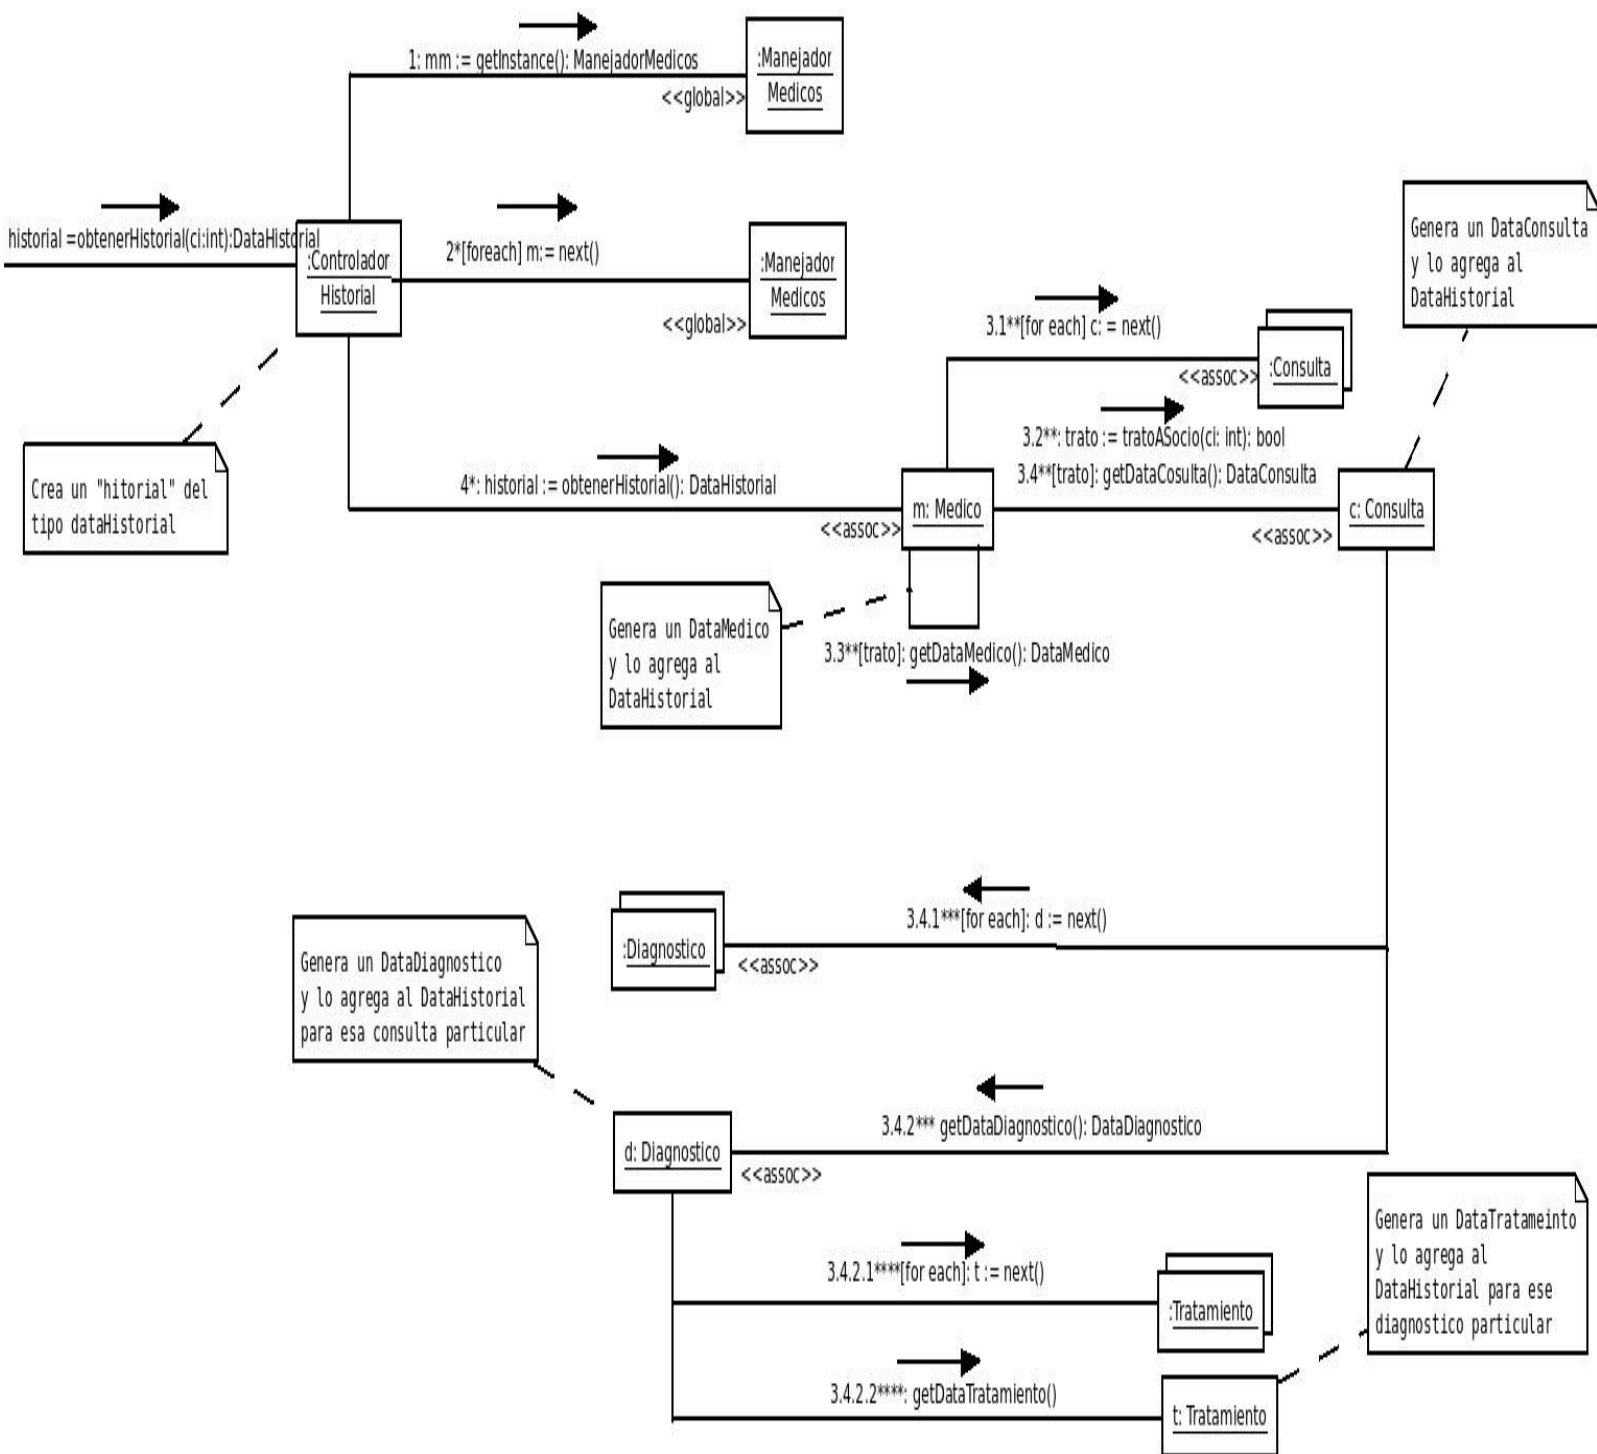 1: mm := getInstance(): ManejadorMedicos
<<global>>
:Manejador
Medicos
historial =obtenerHistorial(ci:int):DataHistorial
:Controlador
Historial
2*[foreach] m:= next()
<<global>>
:Manejador
Medicos
Genera un DataConsulta
y lo agrega al
DataHistorial
3.1**[for each] c: = next()
<<assoc>>
:Consulta
3.2**: trato := tratoASocio(ci: int): bool
3.4**[trato]: getDataCosulta(): DataConsulta
Crea un "hitorial" del
tipo dataHistorial
4*: historial := obtenerHistorial(): DataHistorial
<<assoc>>
m: Medico
<<assoc>>
c: Consulta
Genera un DataMedico
y lo agrega al
DataHistorial
3.3**[trato]: getDataMedico(): DataMedico
3.4.1***[for each]: d := next()
:Diagnostico
<<assoc>>
Genera un DataDiagnostico
y lo agrega al DataHistorial
para esa consulta particular
3.4.2*** getDataDiagnostico(): DataDiagnostico
d: Diagnostico
<<assoc>>
Genera un DataTratameinto
y lo agrega al
DataHistorial para ese
diagnostico particular
3.4.2.1****[for each]: t := next()
:Tratamiento
3.4.2.2****: getDataTratamiento()
t: Tratamiento